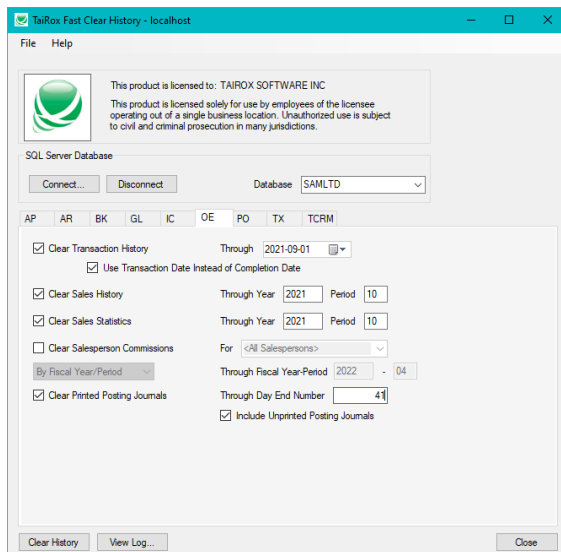 TaiRox Fast Clear History - localhost
File Help
This product is licensed to: TAIROX SOFTWARE INC
This product is licensed solely for use by employees of the licensee
operating out of a single business location. Unauthorized use is subject
to civil and criminal prosecution in many jurisdictions.
SQL Server Database
Connect... Disconnect Database SAMLTD
AP AR BK GL IC OE PO TX TCRM
Clear Transaction History Through 2021-09-01
Use Transaction Date Instead of Completion Date
Clear Sales History Through Year 2021 Period 10
Clear Sales Statistics Through Year 2021 Period 10
Clear Salesperson Commissions For <All Salespersons>
By Fiscal Year/Period Through Fiscal Year-Period 2022 - 04
Clear Printed Posting Journals Through Day End Number 41
Include Unprinted Posting Journals
Clear History View Log... Close